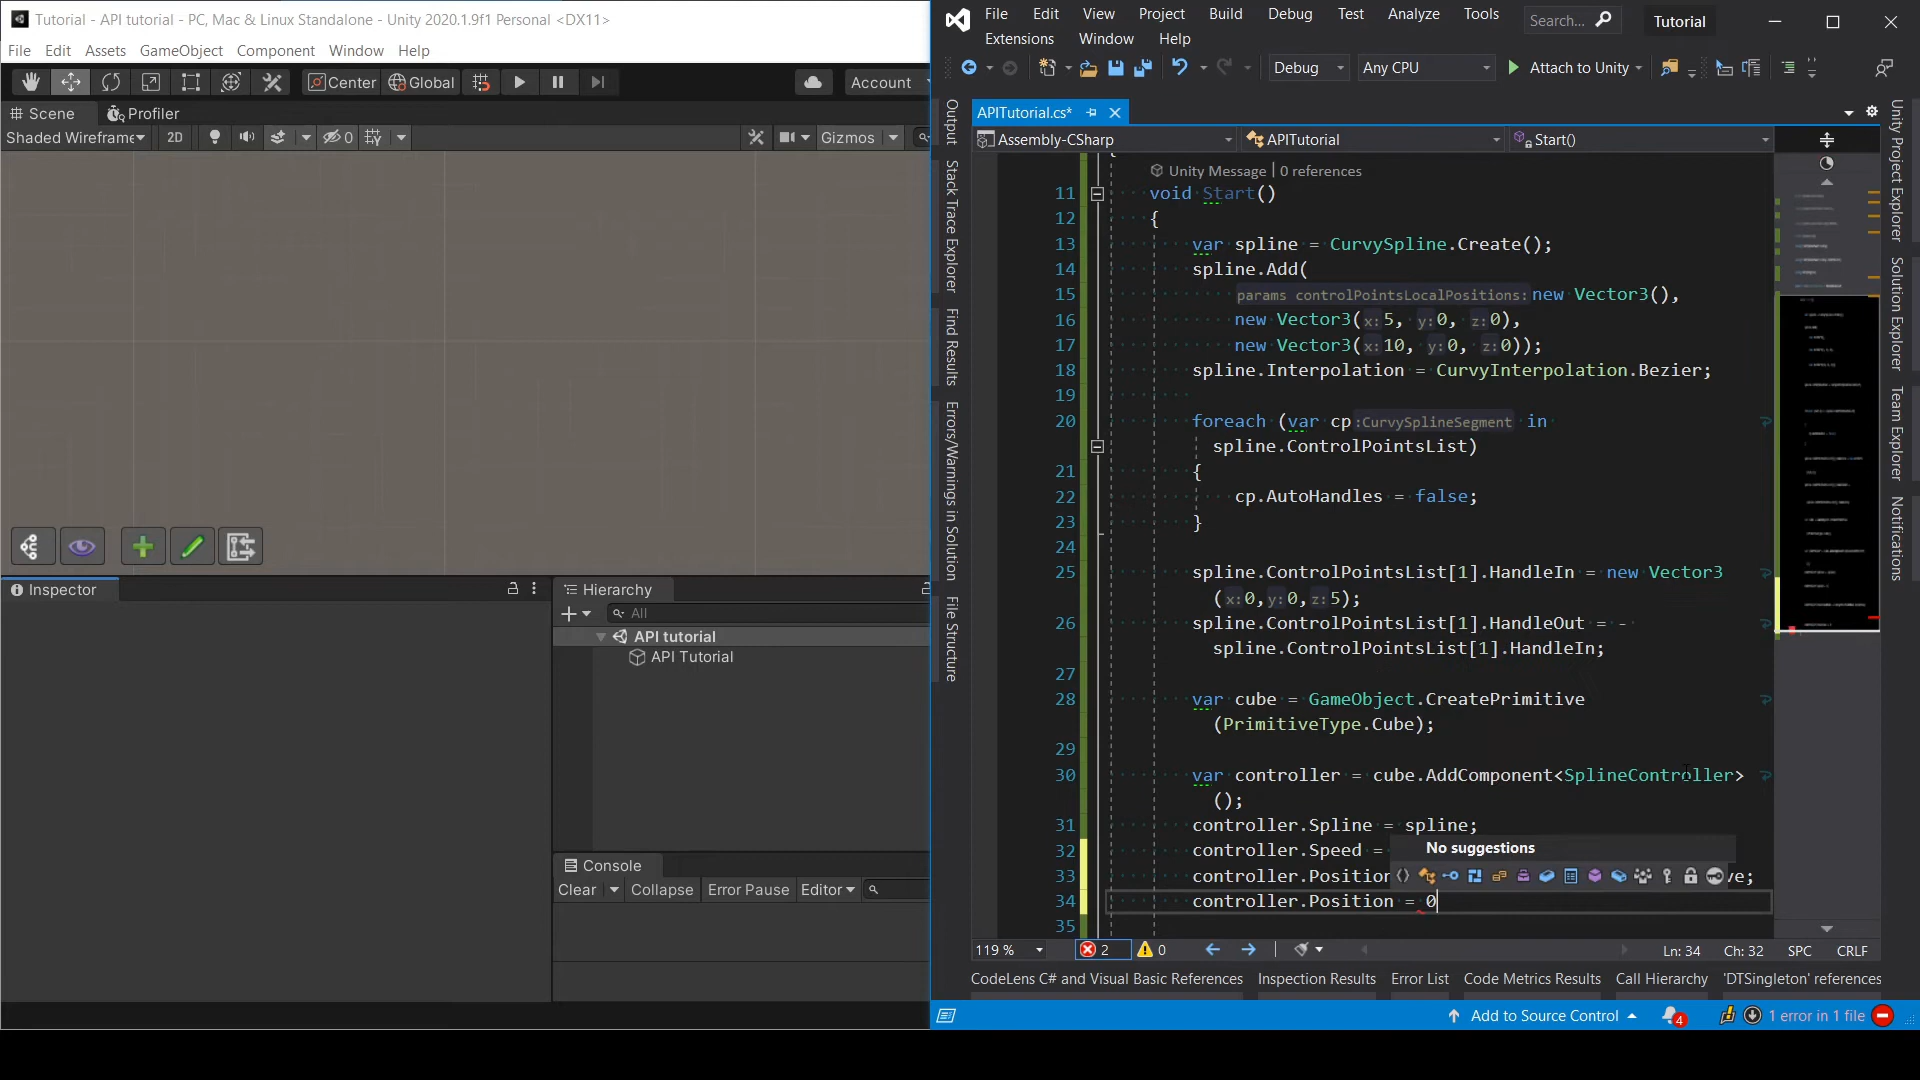 Tutorial - API tutorial - PC, Mac & Linux Standalone - Unity 2020.1.9f1 Personal <DX11>
File Edit Assets GameObject Component Window Help
Center Global Account
Scene Profiler
Shaded Wireframe 2D 0 Gizmos
Inspector
Hierarchy
All
API tutorial
API Tutorial
Console
Clear Collapse Error Pause Editor
File Edit View Project Build Debug Test Analyze Tools Search... Tutorial
Extensions Window Help
Debug Any CPU Attach to Unity
Output
Stack Trace Explorer
Find Results
Errors/Warnings in Solution
File Structure
APITutorial.cs*
Assembly-CSharp APITutorial Start()
Unity Message | 0 references
11 void Start()
12 {
13 var spline = CurvySpline.Create();
14 spline.Add(
15 params controlPointsLocalPositions:new Vector3(),
16 new Vector3(x:5, y:0, z:0),
17 new Vector3(x:10, y:0, z:0));
18 spline.Interpolation = CurvyInterpolation.Bezier;
19
20 foreach (var cp:CurvySplineSegment in
spline.ControlPointsList)
21 {
22 cp.AutoHandles = false;
23 }
24
25 spline.ControlPointsList[1].HandleIn = new Vector3
(x:0,y:0,z:5);
26 spline.ControlPointsList[1].HandleOut = -
spline.ControlPointsList[1].HandleIn;
27
28 var cube = GameObject.CreatePrimitive
(PrimitiveType.Cube);
29
30 var controller = cube.AddComponent<SplineController>
();
31 controller.Spline = spline;
32 controller.Speed =
No suggestions
33 controller.Position ve;
34 controller.Position = 0
35
119 % 2 0 Ln: 34 Ch: 32 SPC CRLF
CodeLens C# and Visual Basic References Inspection Results Error List Code Metrics Results Call Hierarchy 'DTSingleton' references
Add to Source Control 4 1 error in 1 file
Unity Project Explorer
Solution Explorer
Team Explorer
Notifications